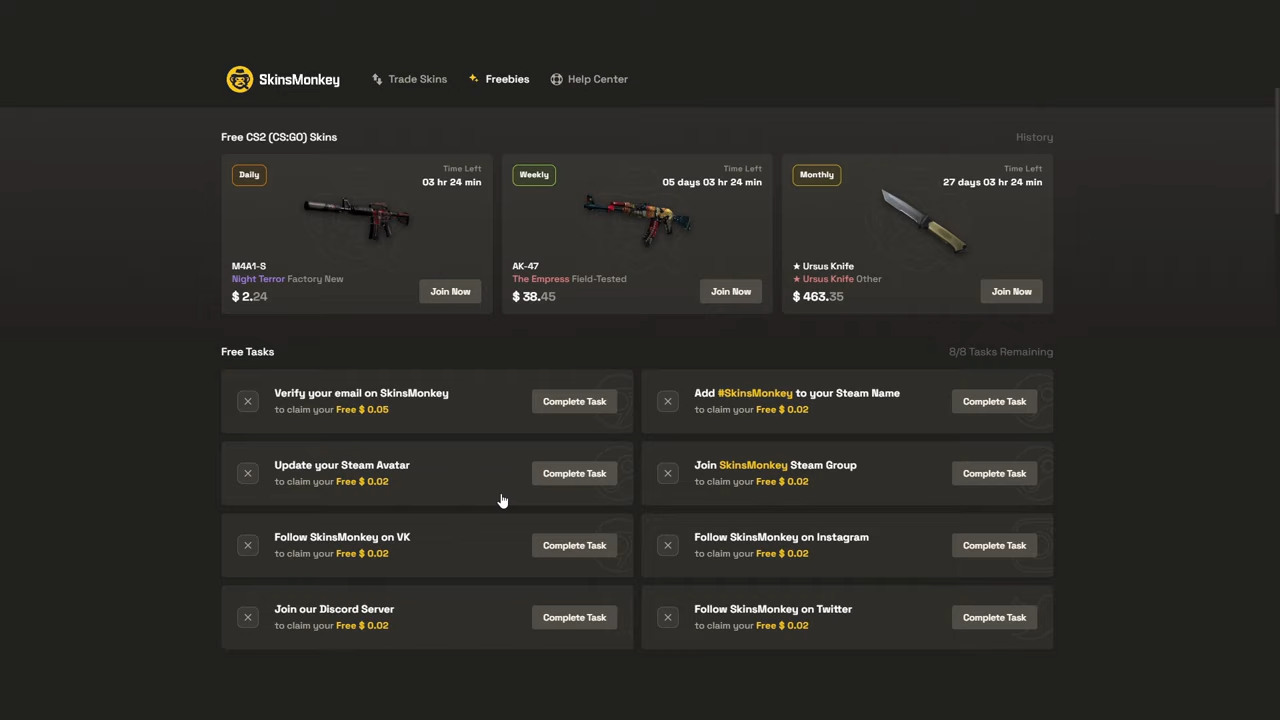 SkinsMonkey
Trade Skins
Freebies
Help Center
Free CS2 (CS:GO) Skins
History
Daily
Time Left
03 hr 24 min
M4A1-S
Night Terror Factory New
$ 2.24
Join Now
Weekly
Time Left
05 days 03 hr 24 min
AK-47
The Empress Field-Tested
$ 38.45
Join Now
Monthly
Time Left
27 days 03 hr 24 min
★ Ursus Knife
★ Ursus Knife Other
$ 463.35
Join Now
Free Tasks
8/8 Tasks Remaining
Verify your email on SkinsMonkey
to claim your Free $ 0.05
Complete Task
Add #SkinsMonkey to your Steam Name
to claim your Free $ 0.02
Complete Task
Update your Steam Avatar
to claim your Free $ 0.02
Complete Task
Join SkinsMonkey Steam Group
to claim your Free $ 0.02
Complete Task
Follow SkinsMonkey on VK
to claim your Free $ 0.02
Complete Task
Follow SkinsMonkey on Instagram
to claim your Free $ 0.02
Complete Task
Join our Discord Server
to claim your Free $ 0.02
Complete Task
Follow SkinsMonkey on Twitter
to claim your Free $ 0.02
Complete Task